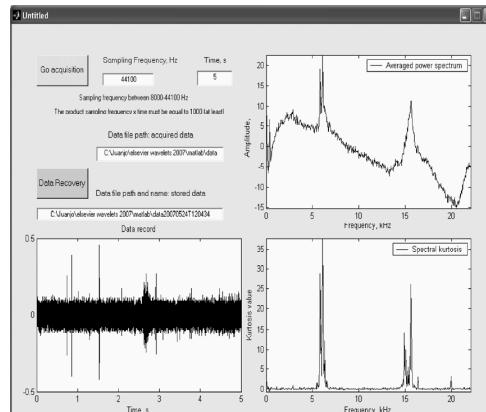 Untitled
Sampling Frequency, Hz
Time, s
Go acquisition
44100
5
Sampling frequency between 8000-44100 Hz
The product sampling frequency x time must be equal to 1000 (at least)
Data file path: acquired data
C:\Juanjo\elsevier wavelets 2007\matlab\data
Data Recovery
Data file path and name: stored data
C:\Juanjo\elsevier wavelets 2007\matlab\data20070524T120434
Averaged power spectrum
Amplitude,
20
15
10
5
0
-5
-10
-15
0 5 10 15 20
Frequency, kHz
Data record
0.5
0
-0.5
0 1 2 3 4 5
Time, s
Spectral kurtosis
Kurtosis value
35
30
25
20
15
10
5
0
0 5 10 15 20
Frequency, kHz